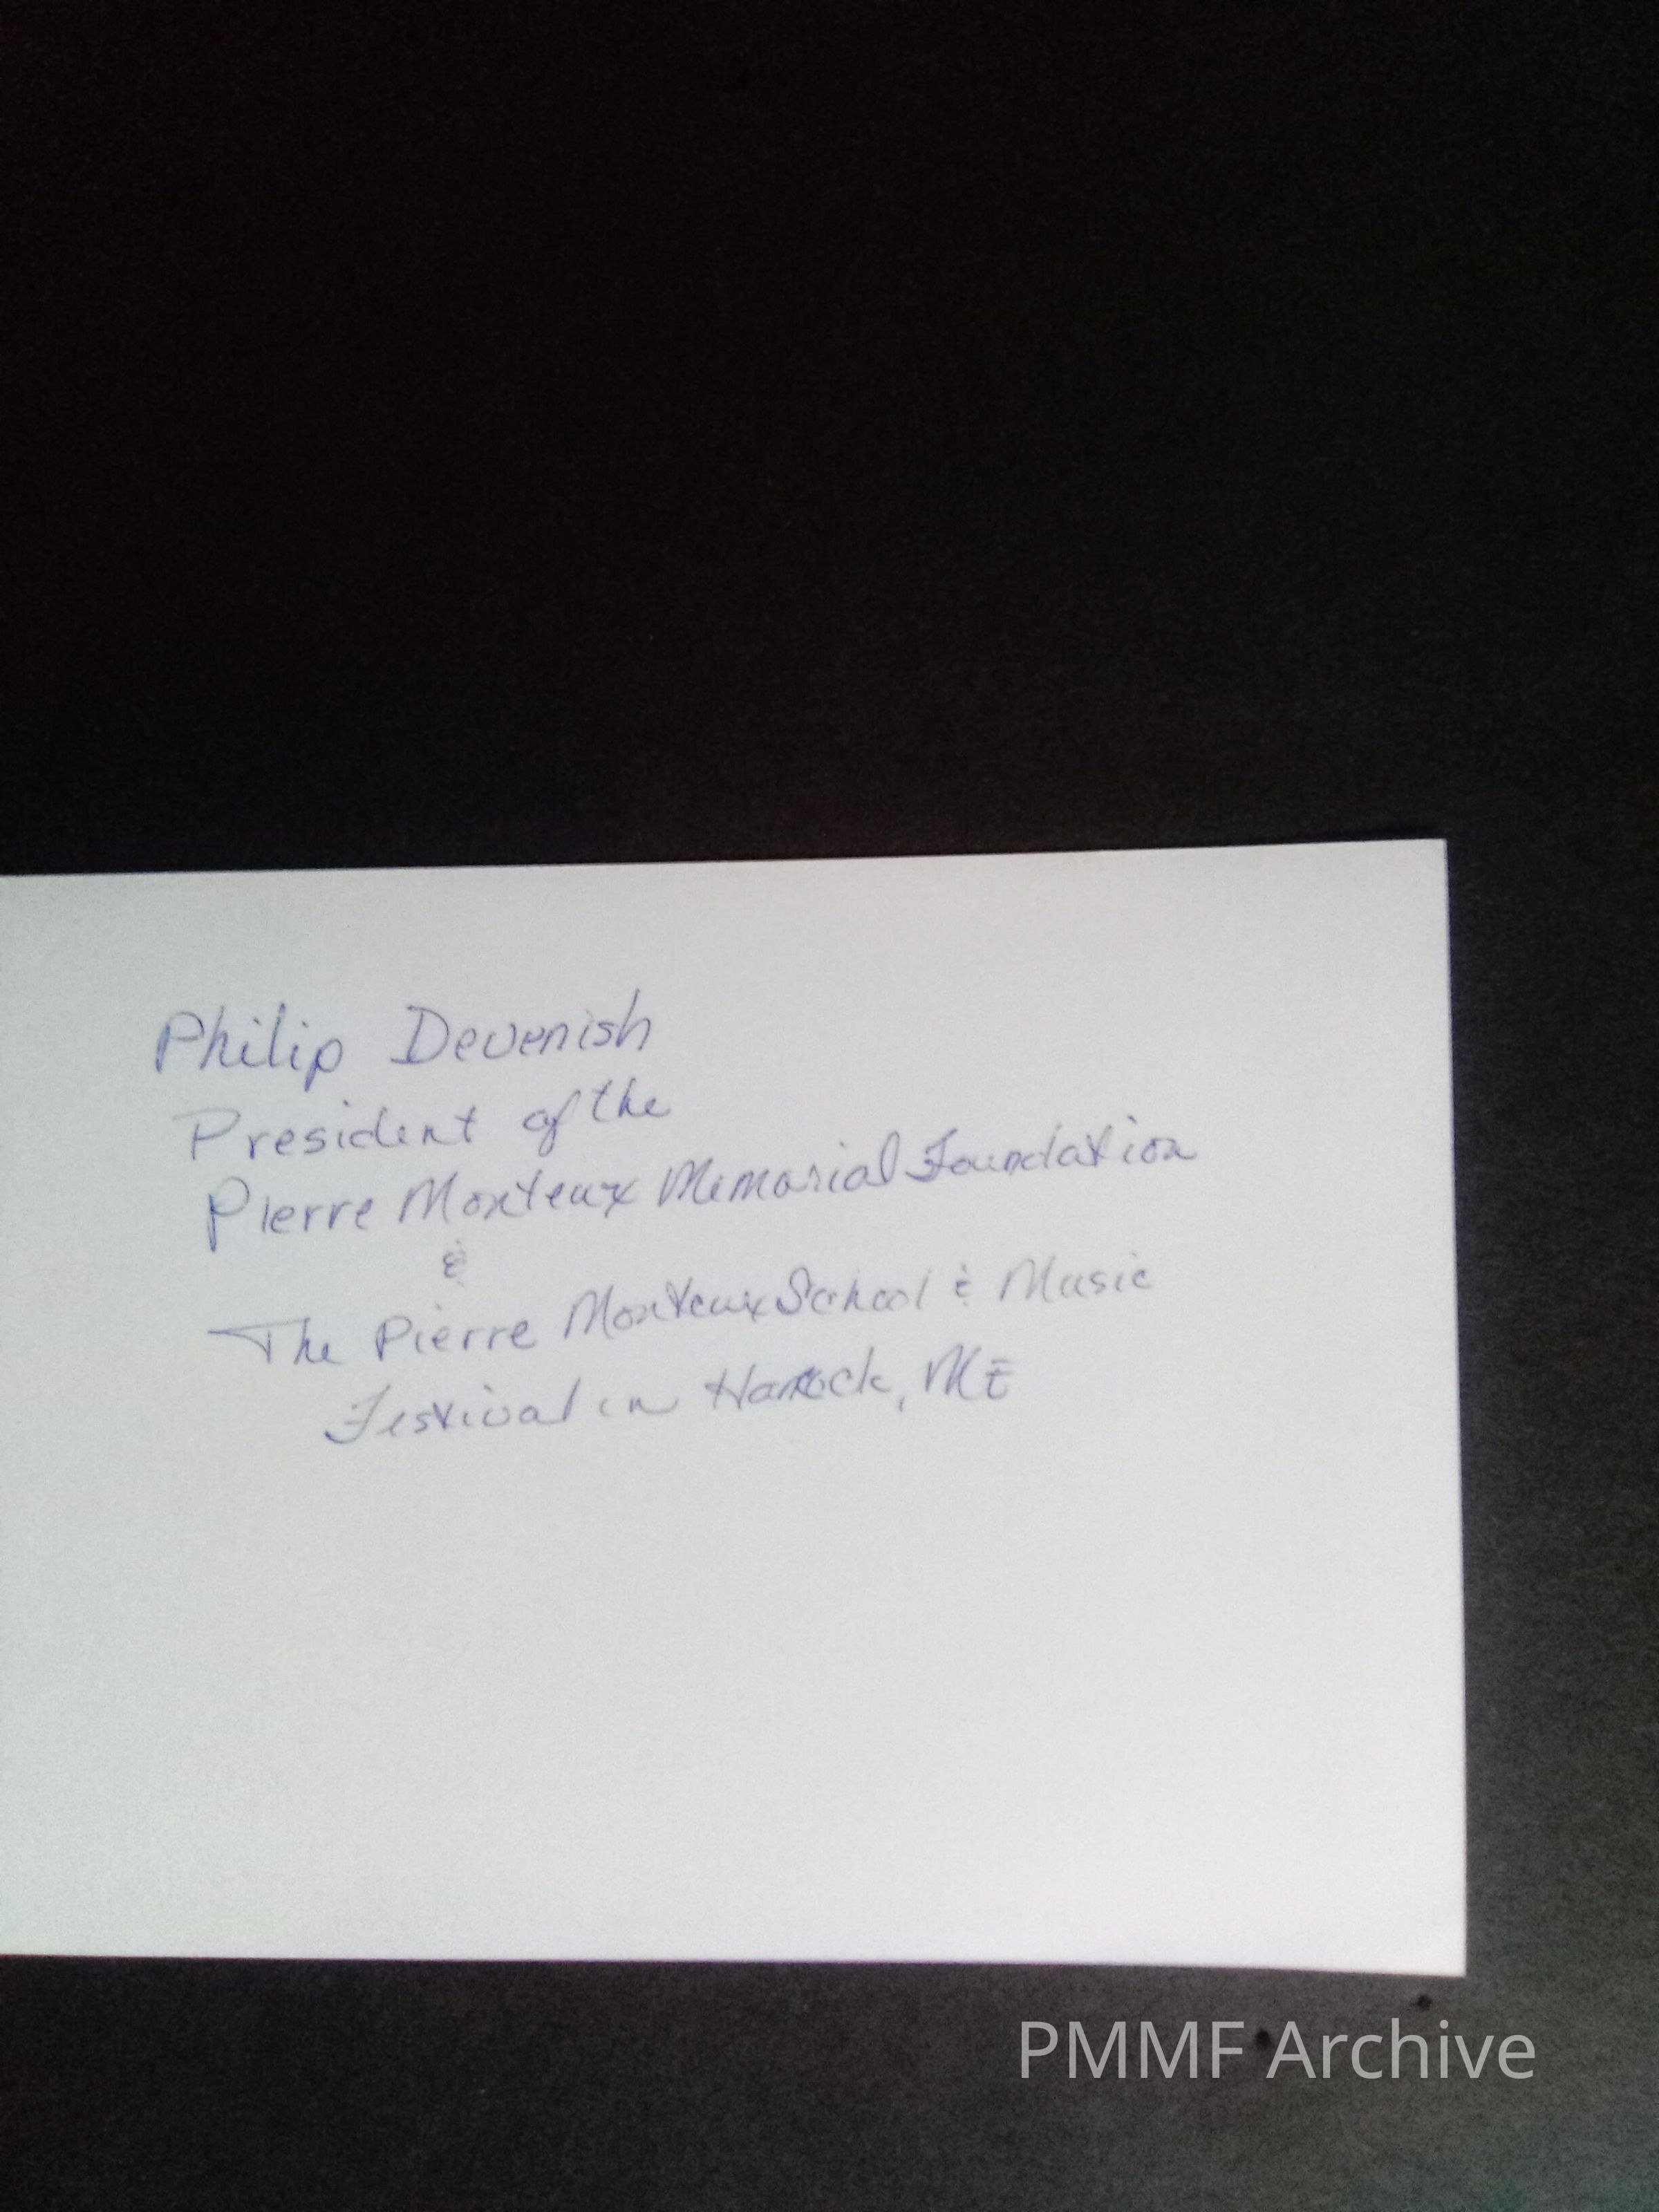 Philip Devenish
President of the
Pierre Monteux Memorial Foundation
&
The Pierre Monteux School & Music
Festival in Hancock, ME
PMMF Archive